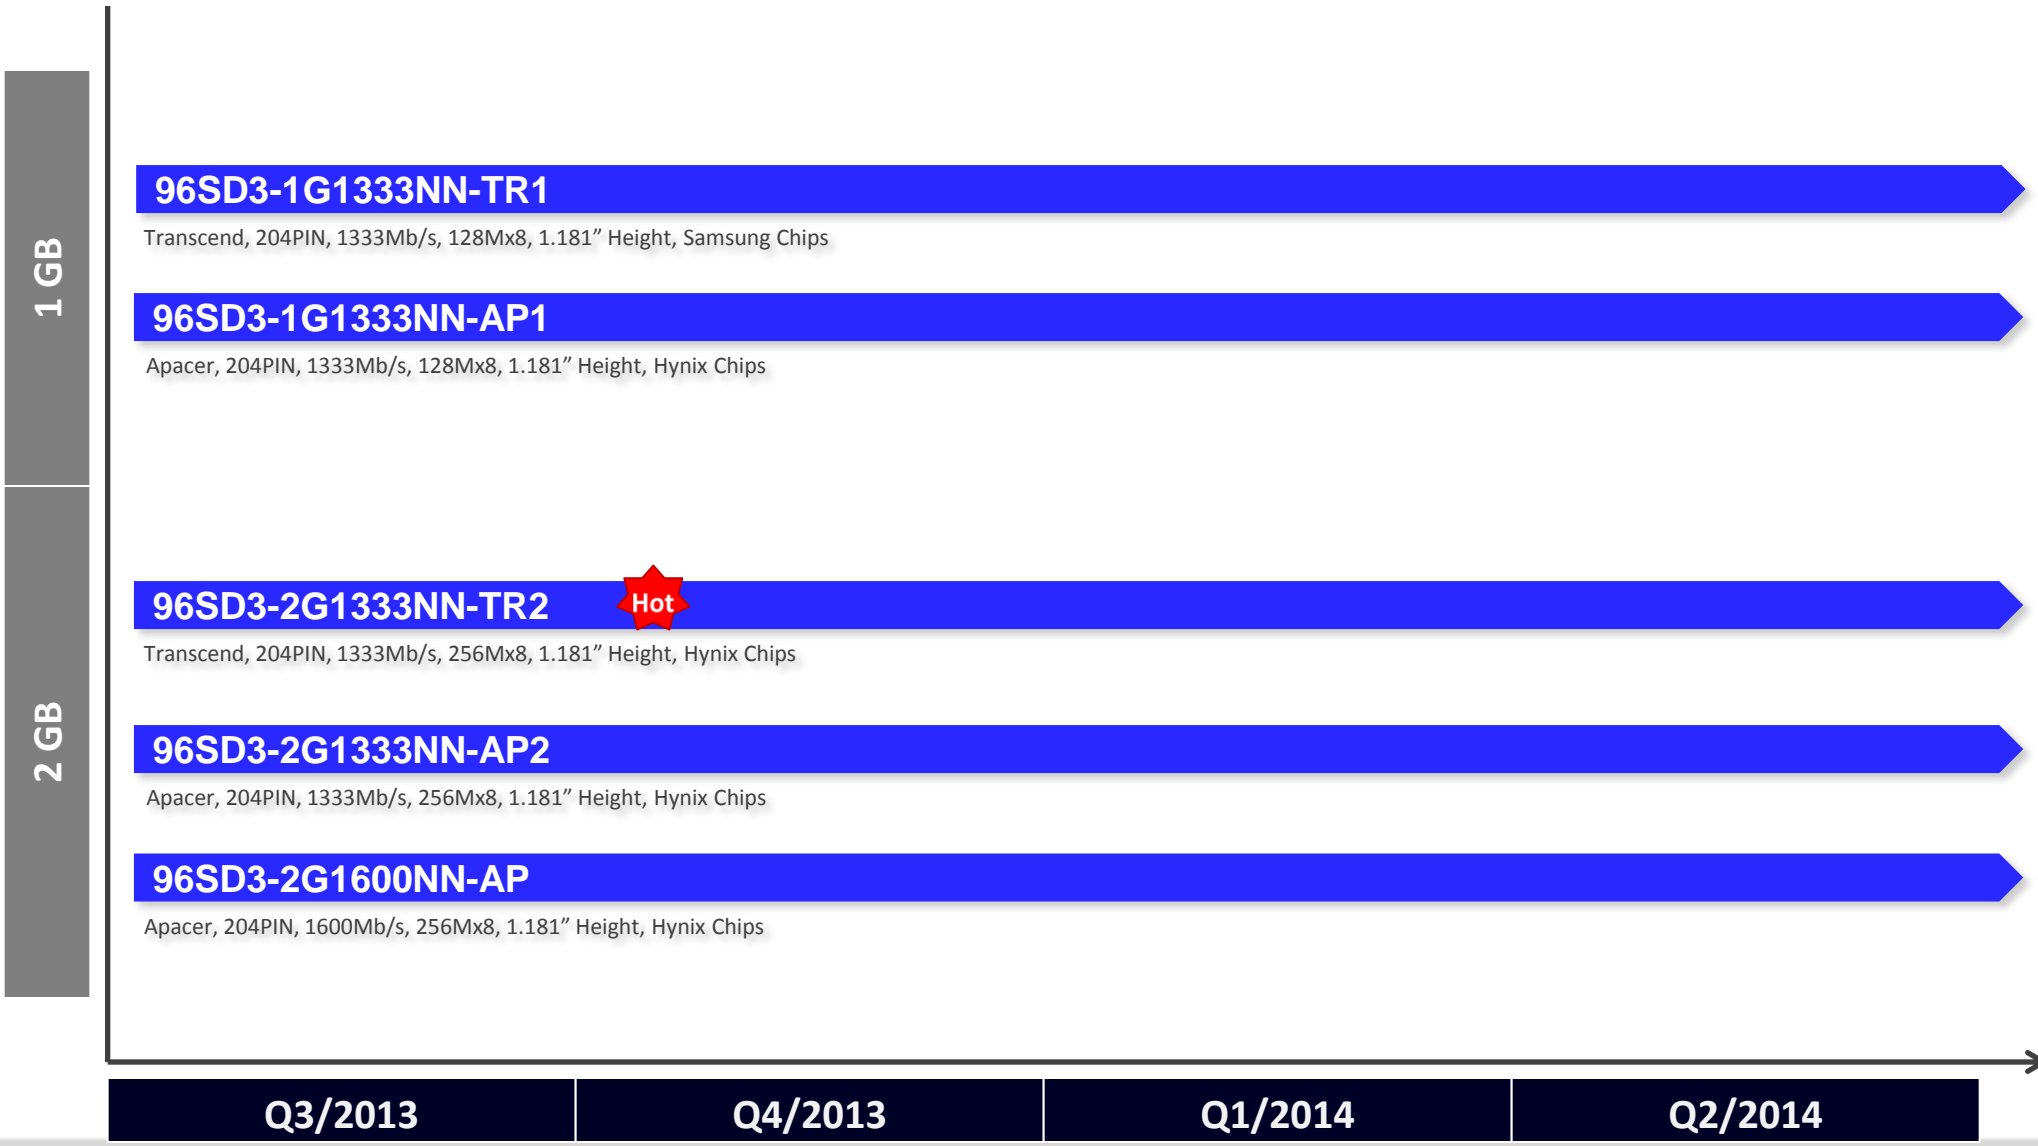 1 GB
96SD3-1G1333NN-TR1
Transcend, 204PIN, 1333Mb/s, 128Mx8, 1.181” Height, Samsung Chips
96SD3-1G1333NN-AP1
Apacer, 204PIN, 1333Mb/s, 128Mx8, 1.181” Height, Hynix Chips
2 GB
96SD3-2G1333NN-TR2
Hot
Transcend, 204PIN, 1333Mb/s, 256Mx8, 1.181” Height, Hynix Chips
96SD3-2G1333NN-AP2
Apacer, 204PIN, 1333Mb/s, 256Mx8, 1.181” Height, Hynix Chips
96SD3-2G1600NN-AP
Apacer, 204PIN, 1600Mb/s, 256Mx8, 1.181” Height, Hynix Chips
Q3/2013
Q4/2013
Q1/2014
Q2/2014